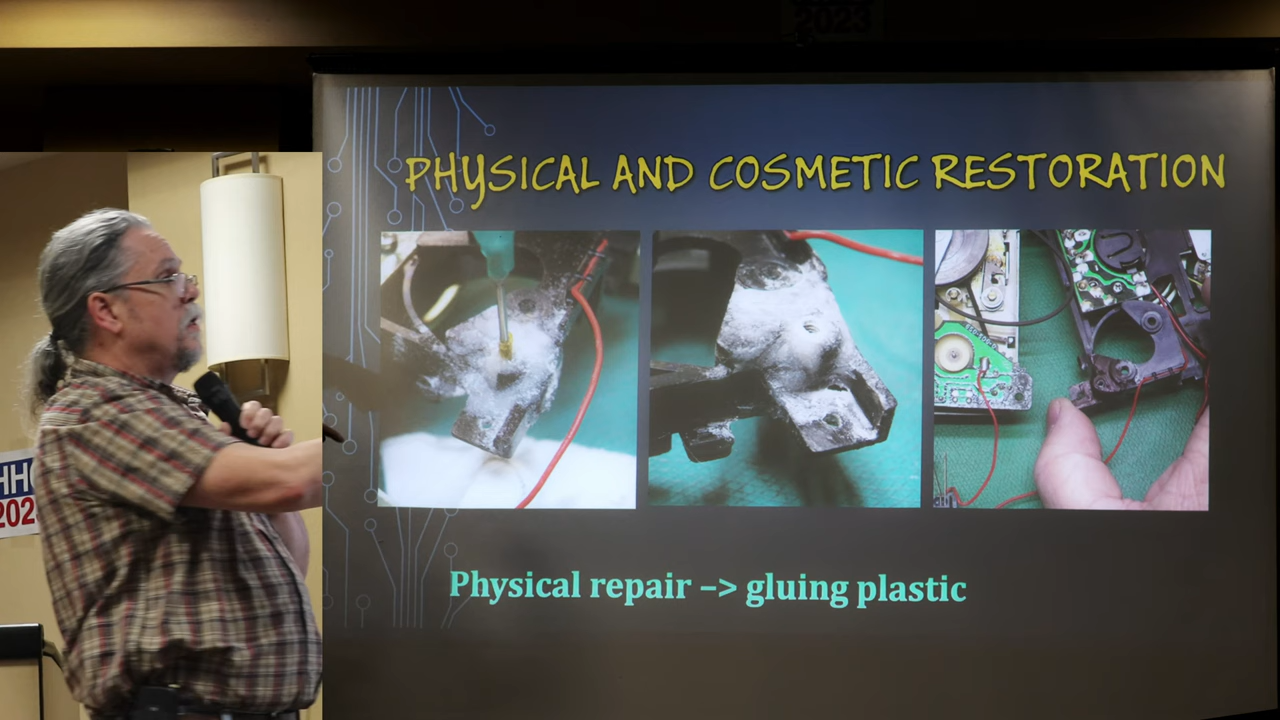 2023
PHYSICAL AND COSMETIC RESTORATION
HHC
202
Physical repair –> gluing plastic